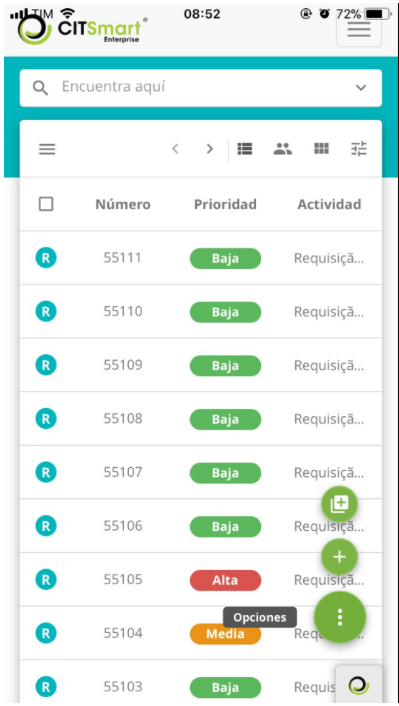 TIM 08:52 72%
CITSmart®
Enterprise
Encuentra aquí
Número Prioridad Actividad
R 55111 Baja Requisiçã...
R 55110 Baja Requisiçã...
R 55109 Baja Requisiçã...
R 55108 Baja Requisiçã...
R 55107 Baja Requisiçã...
R 55106 Baja Requisiçã...
R 55105 Alta Requisiçã...
Opciones
R 55104 Media
R 55103 Baja